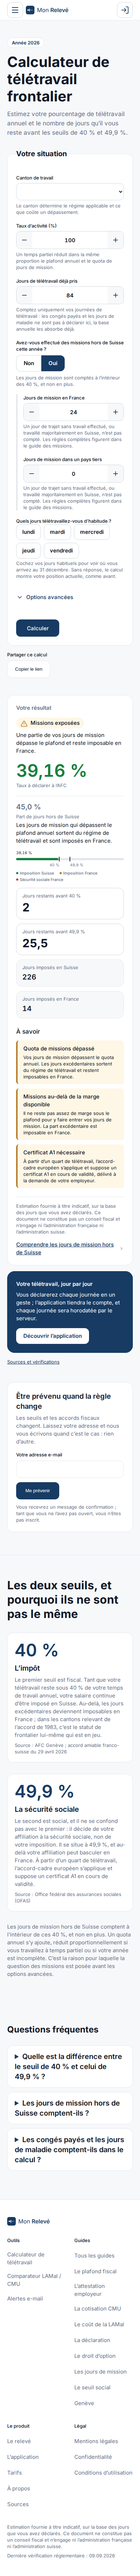 Mon Relevé
Année 2026
Calculateur de
télétravail
frontalier
Estimez votre pourcentage de télétravail
mondial et voyez où vous en êtes des
seuils de 40 % et 49,9 %.
Votre situation
Canton de travail
Le canton détermine le régime applicable et ce
que coûte un dépassement.
Taux d'activité (%)
−
100
+
Un temps partiel réduit dans la même
proportion le plafond annuel et le quota de
jours de mission.
Jours de télétravail déjà pris
−
84
+
Comptez uniquement vos journées de
télétravail : les congés payés et les jours de
maladie ne sont pas à déclarer ici, la base
annuelle les absorbe déjà.
Avez-vous effectué des missions hors de Suisse
cette année ?
Non
Oui
Les jours de mission sont comptés à l'intérieur
des 40 %, et non en plus.
Jours de mission en France
−
24
+
Un jour de trajet sans travail effectué, ou
travaillé majoritairement en Suisse, n'est pas
compté. Les règles complètes figurent dans
le guide des missions.
Jours de mission dans un pays tiers
−
0
+
Un jour de trajet sans travail effectué, ou
travaillé majoritairement en Suisse, n'est pas
compté. Les règles complètes figurent dans
le guide des missions.
Quels jours télétravaillez-vous d'habitude ?
lundi
mardi
mercredi
jeudi
vendredi
Cochez vos jours habituels pour voir où vous
arrivez au 31 décembre. Sans réponse, le calcul
montre votre position actuelle, comme avant.
Options avancées
Calculer
Partager ce calcul
Copier le lien
Votre résultat
Missions exposées
Une partie de vos jours de mission
dépasse le plafond et reste imposable en
France.
39,16 %
Taux à déclarer à l'AFC
45,0 %
Part de jours hors de Suisse
Les jours de mission qui dépassent le
quota annuel sortent du régime de
télétravail et sont imposés en France.
39,16 %
40 %
49,9 %
Imposition Suisse
Imposition France
Sécurité sociale France
Jours restants avant 40 %
2
Jours restants avant 49,9 %
25,5
Jours imposés en Suisse
226
Jours imposés en France
14
À savoir
Quota de missions dépassé
Vos jours de mission dépassent le quota
annuel. Les jours excédentaires sortent
du régime de télétravail et restent
imposables en France.
Missions au-delà de la marge
disponible
Il ne reste pas assez de marge sous le
plafond pour y faire entrer vos jours de
mission. La part excédentaire est
imposable en France.
Certificat A1 nécessaire
À partir d'un quart de télétravail, l'accord-
cadre européen s'applique et suppose un
certificat A1 en cours de validité, délivré à
la demande de votre employeur.
Estimation fournie à titre indicatif, sur la base
des jours que vous avez déclarés. Ce
document ne constitue pas un conseil fiscal et
n'engage ni l'administration française ni
l'administration suisse.
Comprendre les jours de mission hors
de Suisse
Votre télétravail, jour par jour
Vous déclarerez chaque journée en un
geste ; l'application tiendra le compte, et
chaque journée sera horodatée par le
serveur.
Découvrir l'application
Sources et vérifications
Être prévenu quand la règle
change
Les seuils et les accords fiscaux
changent. Laissez votre adresse et nous
vous écrivons quand c'est le cas : rien
d'autre.
Votre adresse e-mail
Me prévenir
Vous recevrez un message de confirmation ;
tant que vous ne l'avez pas ouvert, vous n'êtes
pas inscrit.
Les deux seuils, et
pourquoi ils ne sont
pas le même
40 %
L'impôt
Le premier seuil est fiscal. Tant que votre
télétravail reste sous 40 % de votre temps
de travail annuel, votre salaire continue
d'être imposé en Suisse. Au-delà, les jours
excédentaires deviennent imposables en
France ; dans les cantons relevant de
l'accord de 1983, c'est le statut de
frontalier lui-même qui est en jeu.
Source : AFC Genève ; accord amiable franco-
suisse du 29 avril 2026
49,9 %
La sécurité sociale
Le second est social, et il ne se confond
pas avec le premier : il décide de votre
affiliation à la sécurité sociale, non de
votre imposition. Vous pouvez être
imposé en Suisse et, à 49,9 %, et au-
delà être affilié pour basculer en
France. À partir d'un quart de télétravail,
l'accord-cadre européen s'applique et
suppose un certificat A1 en cours de
validité.
Source : Office fédéral des assurances sociales
(OFAS)
Les jours de mission hors de Suisse comptent à
l'intérieur de ces 40 %, et non en plus. Un quota
annuel s'y ajoute, réduit proportionnellement si
vous travaillez à temps partiel ou si votre année
est incomplète. C'est la raison pour laquelle le
calculateur vous demande vos missions et
décompose les jours avant de poser ses
options avancées.
Questions fréquentes
Quelle est la différence entre
le seuil de 40 % et celui de
49,9 % ?
Les jours de mission hors de
Suisse comptent-ils ?
Les congés payés et les jours
de maladie comptent-ils dans le
calcul ?
Mon Relevé
Outils
Calculateur de
télétravail
Comparateur LAMal /
CMU
Alertes e-mail
Guides
Tous les guides
Le plafond fiscal
L'attestation
employeur
La cotisation CMU
Le coût de la LAMal
La déclaration
Le droit d'option
Les jours de mission
Le seuil social
Genève
Le produit
Le relevé
L'application
Tarifs
À propos
Sources
Légal
Mentions légales
Confidentialité
Conditions d'utilisation
Estimation fournie à titre indicatif, sur la base des jours
que vous avez déclarés. Ce document ne constitue pas
un conseil fiscal et n'engage ni l'administration française
ni l'administration suisse.
Dernière vérification réglementaire : 09.09.2026